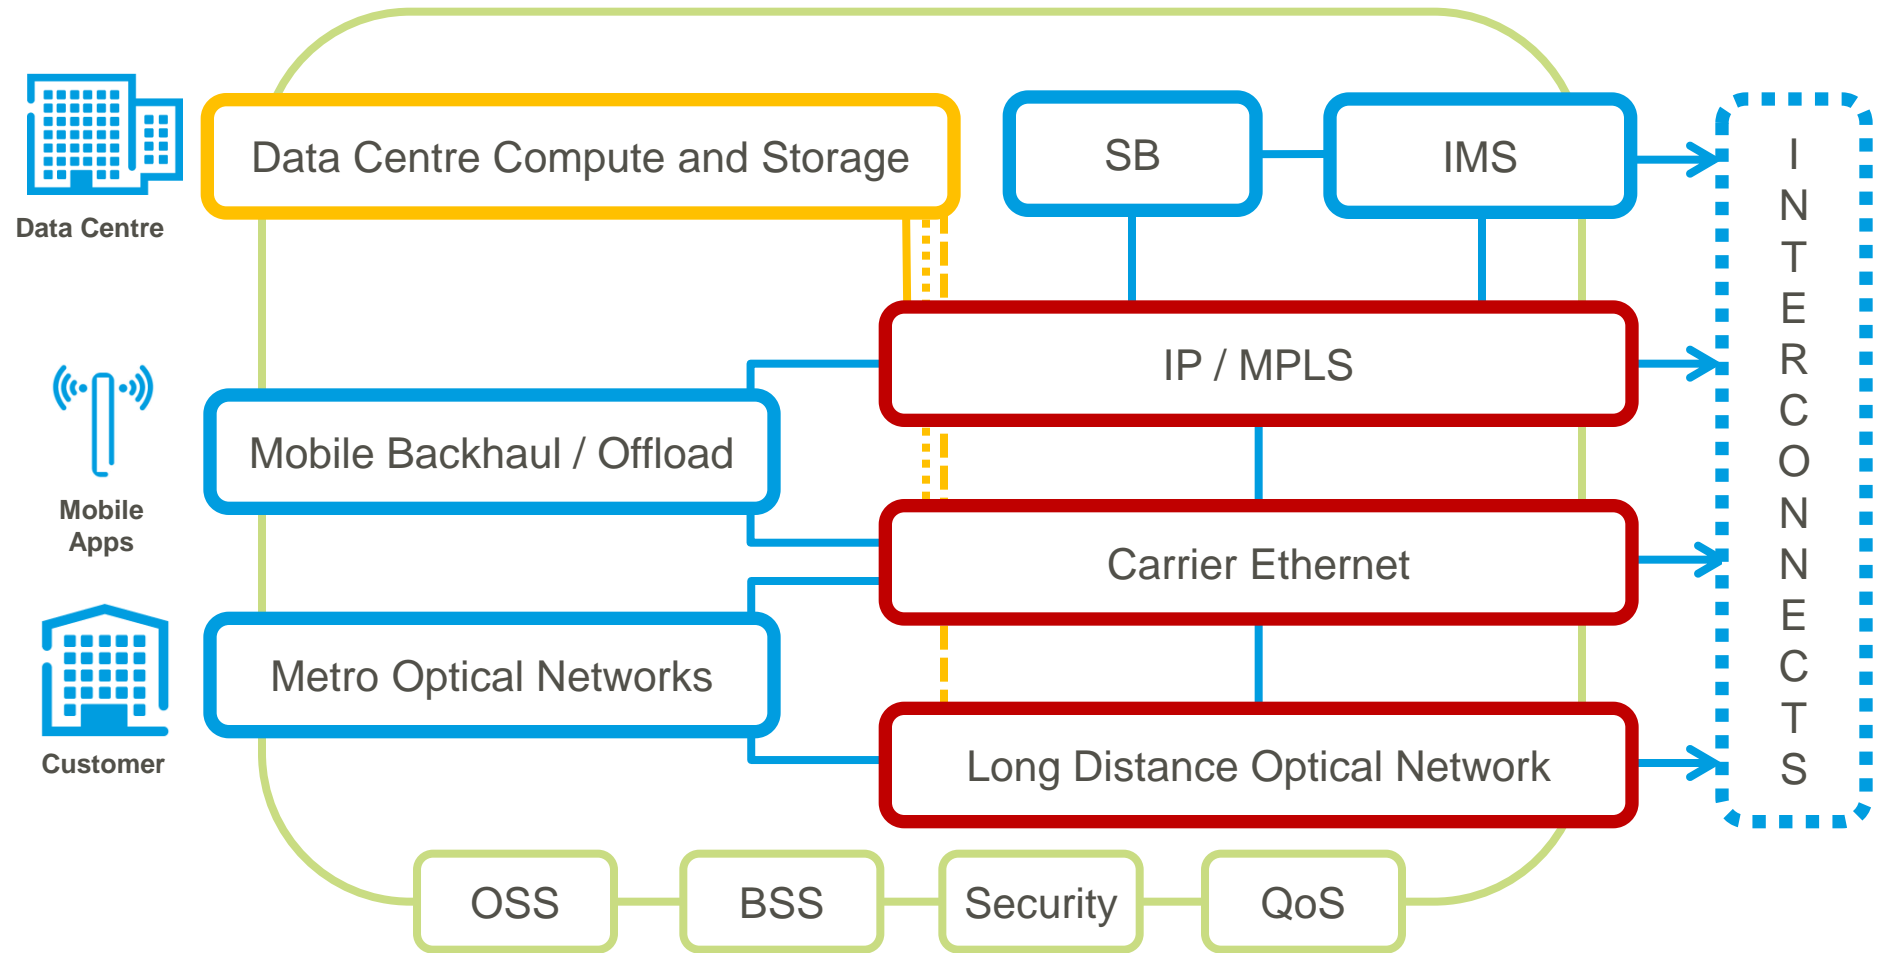 Data Centre Compute and Storage
SB
IMS
Data Centre
IP / MPLS
Mobile Backhaul / Offload
Mobile
Apps
Carrier Ethernet
Metro Optical Networks
Customer
Long Distance Optical Network
I
N
T
E
R
C
O
N
N
E
C
T
S
OSS
BSS
Security
QoS